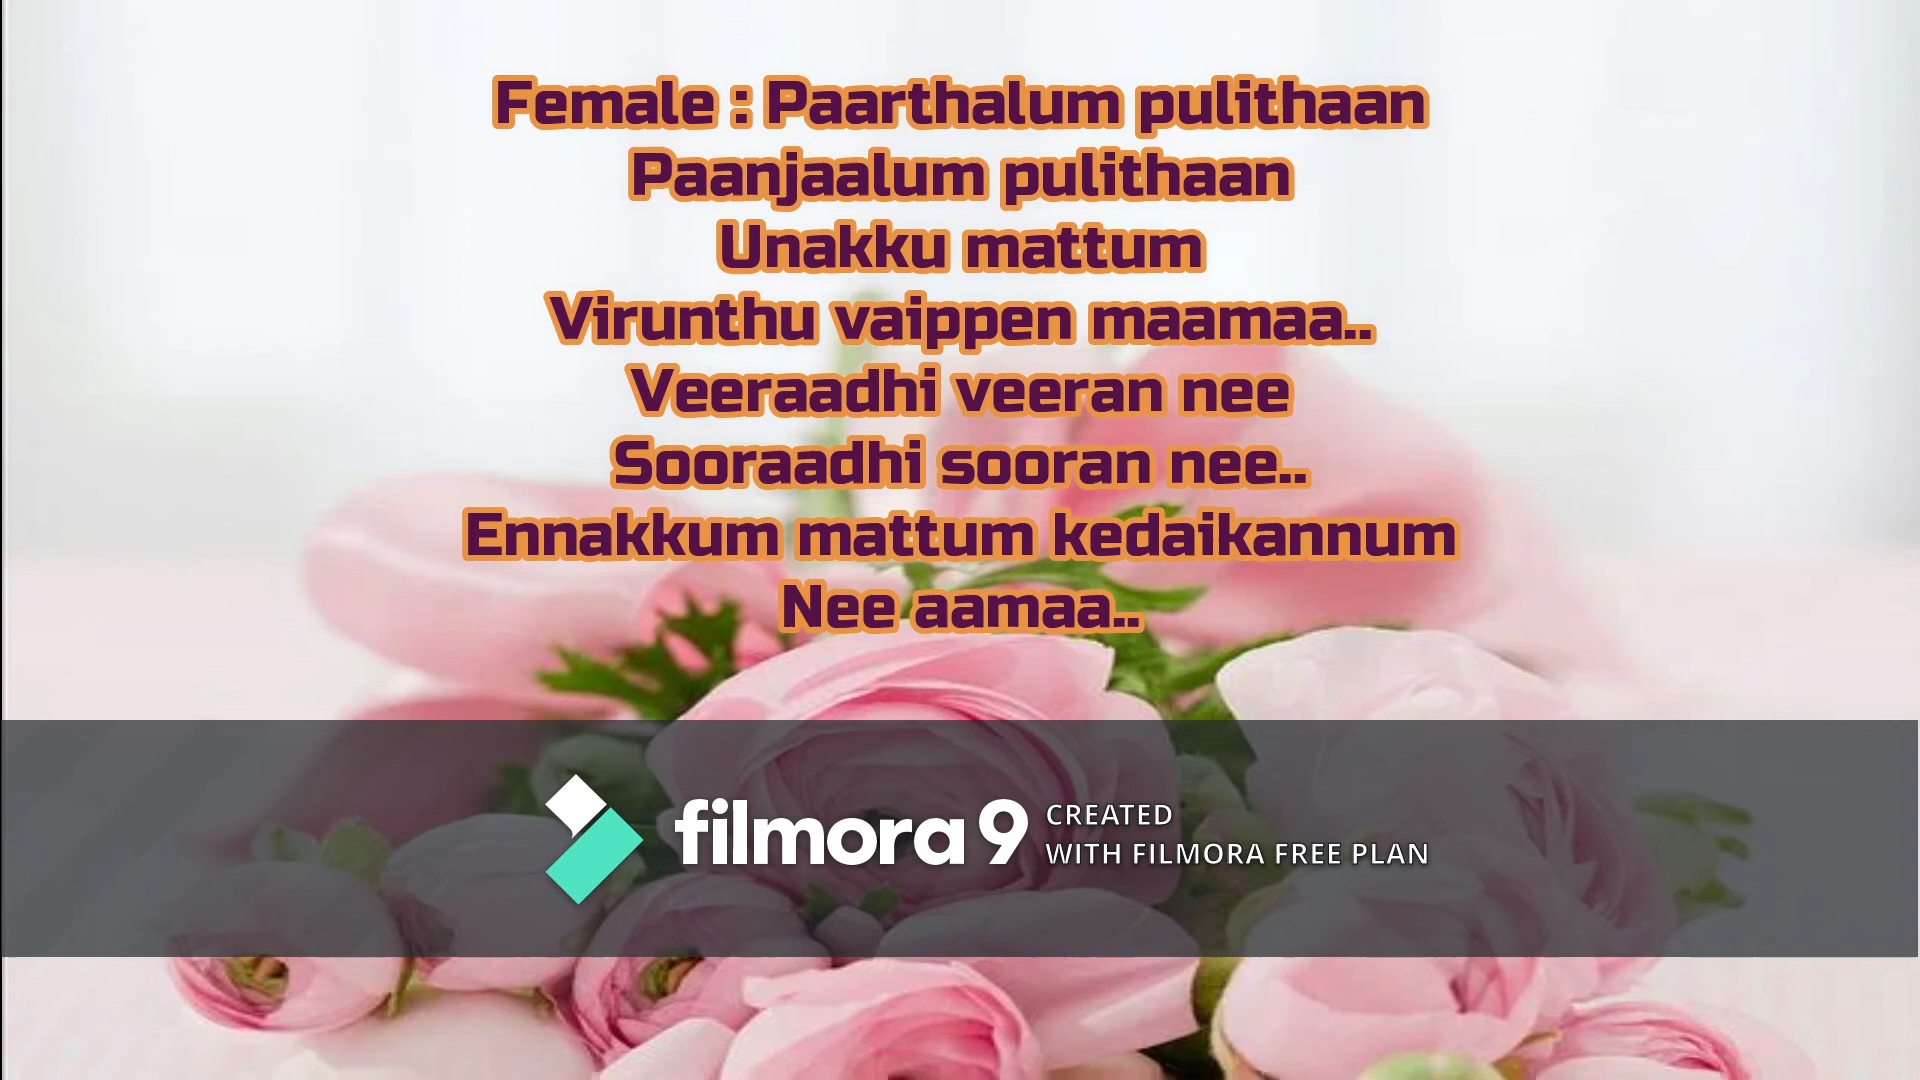 Female : Paarthalum pulithaan
Paanjaalum pulithaan
Unakku mattum
Virunthu vaippen maamaa..
Veeraadhi veeran nee
Sooraadhi sooran nee..
Ennakkum mattum kedaikannum
Nee aamaa..
filmora 9 CREATED
WITH FILMORA FREE PLAN